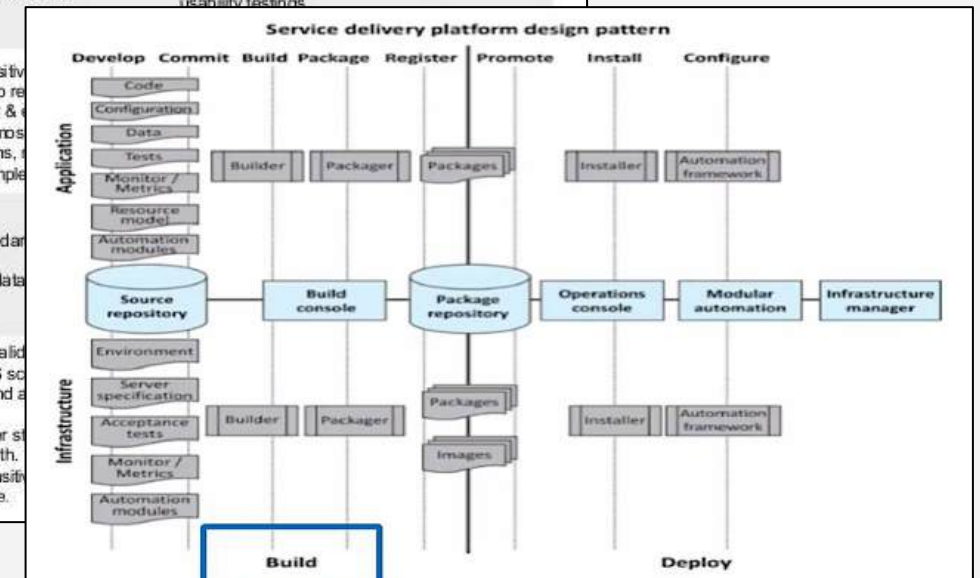 usability testings
Service delivery platform design pattern
Develop Commit Build Package Register Promote Install Configure
Application
Code
Configuration
Data
Tests
Monitor /
Metrics
Resource
model
Automation
modules
Builder
Packager
Packages
Installer
Automation
framework
Source
repository
Build
console
Package
repository
Operations
console
Modular
automation
Infrastructure
manager
Infrastructure
Environment
Server
specification
Acceptance
tests
Monitor /
Metrics
Automation
modules
Builder
Packager
Packages
Images
Installer
Automation
framework
Build
Deploy